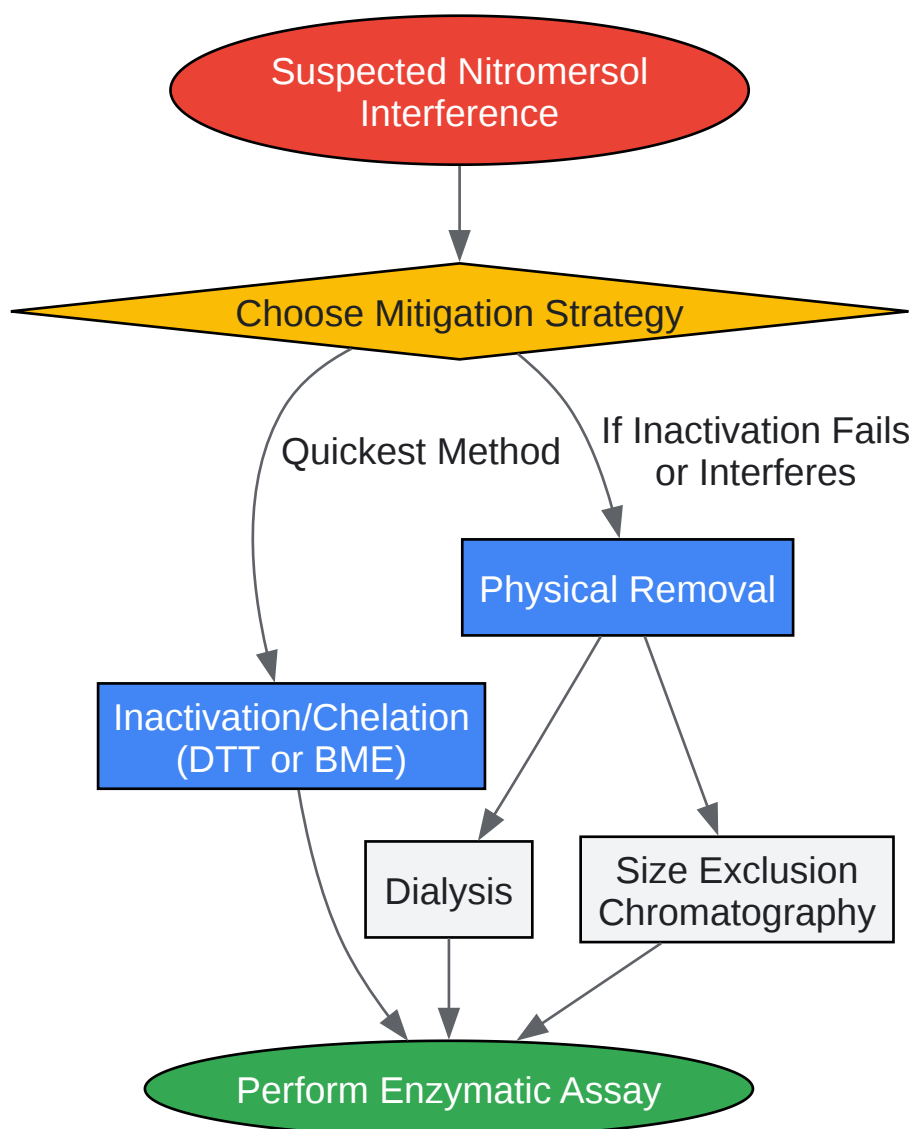 Suspected Nitromersol
Interference
Choose Mitigation Strategy
Quickest Method
If Inactivation Fails
or Interferes
Physical Removal
Inactivation/Chelation
(DTT or BME)
Dialysis
Size Exclusion
Chromatography
Perform Enzymatic Assay